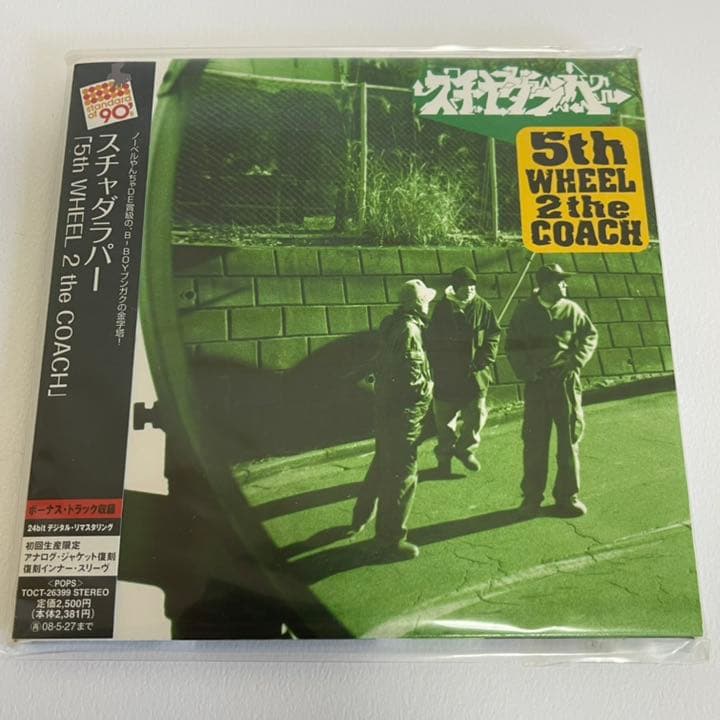 standard
of 90's
スチャダラパー
「5th WHEEL 2 the COACH」
ノーベルやんちゃDE賞級の、B-BOYブンガクの金字塔!
ボーナス・トラック収録
24bit デジタル・リマスタリング
初回生産限定
アナログ・ジャケット復刻
復刻インナー・スリーヴ
<POPS>
TOCT-26399 STEREO
定価2,500円
(本体2,381円)
再 08・5・27まで
スチャダラパー
5th
WHEEL
2 the
COACH